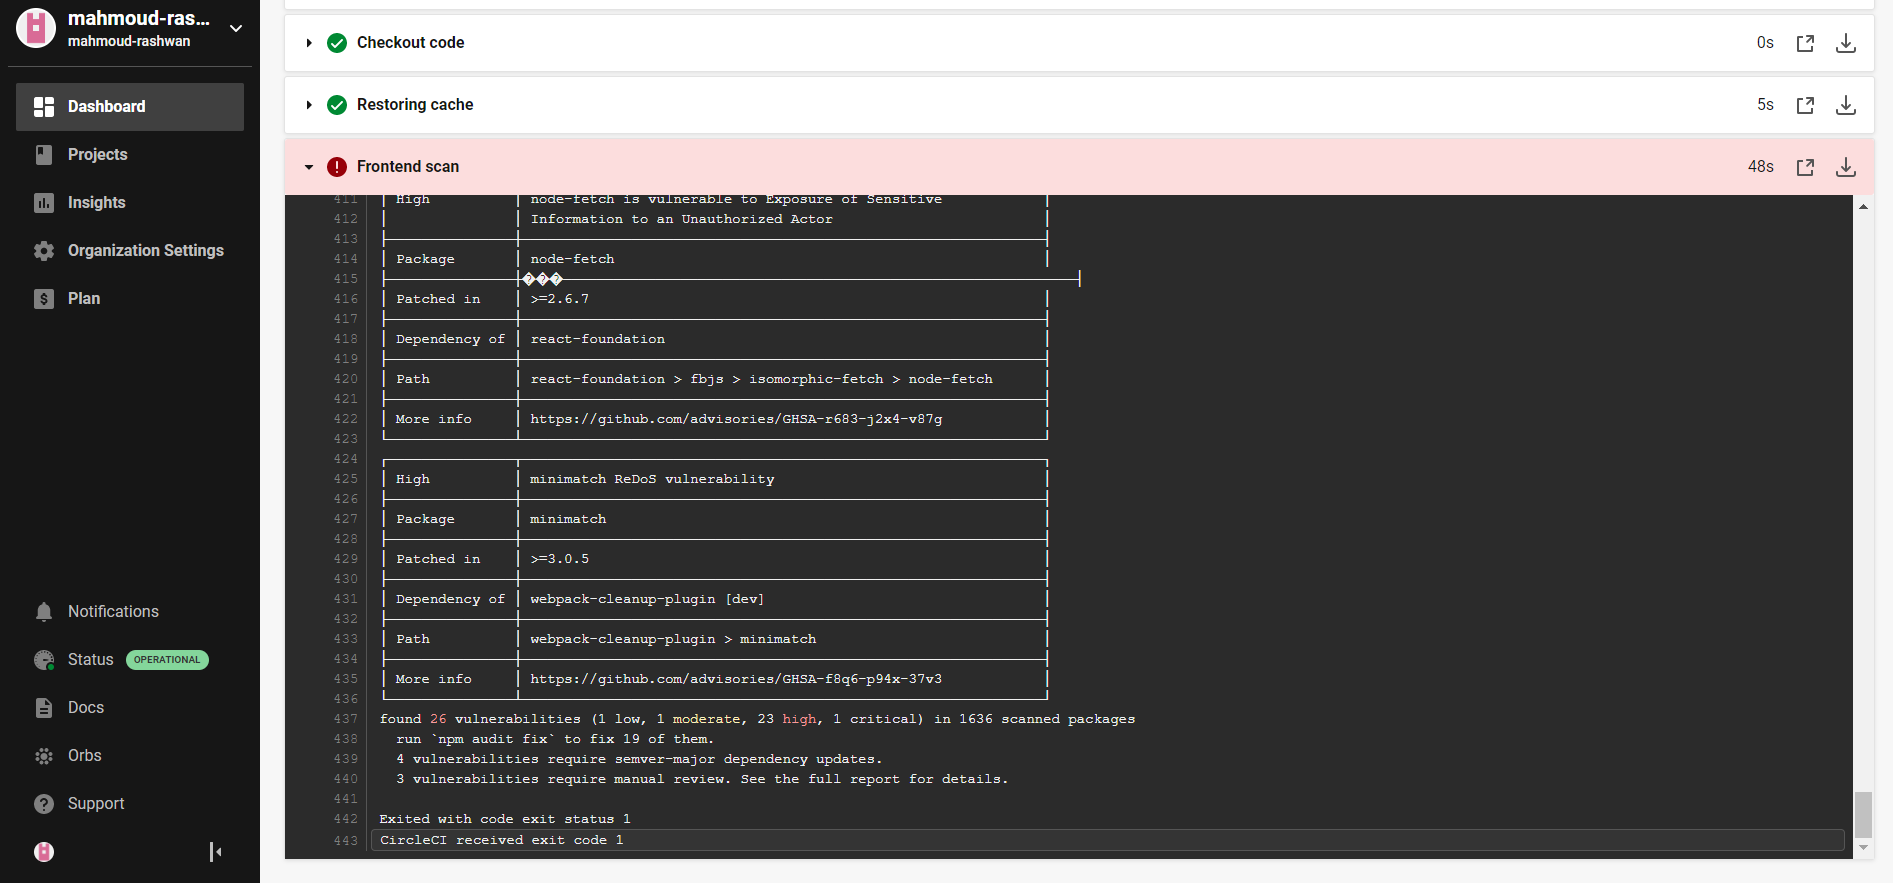 mahmoud-ras...
mahmoud-rashwan
Dashboard
Projects
Insights
Organization Settings
Plan
Notifications
Status OPERATIONAL
Docs
Orbs
Support
Checkout code 0s
Restoring cache 5s
Frontend scan 48s
411 High node-fetch is vulnerable to Exposure of Sensitive
412 Information to an Unauthorized Actor
413
414 Package node-fetch
415 ���
416 Patched in >=2.6.7
417
418 Dependency of react-foundation
419
420 Path react-foundation > fbjs > isomorphic-fetch > node-fetch
421
422 More info https://github.com/advisories/GHSA-r683-j2x4-v87g
423
424
425 High minimatch ReDoS vulnerability
426
427 Package minimatch
428
429 Patched in >=3.0.5
430
431 Dependency of webpack-cleanup-plugin [dev]
432
433 Path webpack-cleanup-plugin > minimatch
434
435 More info https://github.com/advisories/GHSA-f8q6-p94x-37v3
436
437 found 26 vulnerabilities (1 low, 1 moderate, 23 high, 1 critical) in 1636 scanned packages
438 run `npm audit fix` to fix 19 of them.
439 4 vulnerabilities require semver-major dependency updates.
440 3 vulnerabilities require manual review. See the full report for details.
441
442 Exited with code exit status 1
443 CircleCI received exit code 1